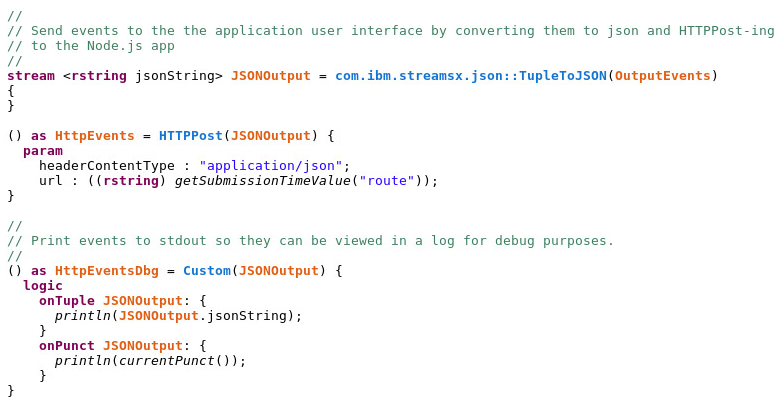 //
// Send events to the the application user interface by converting them to json and HTTPPost-ing
// to the Node.js app
//
stream <rstring jsonString> JSONOutput = com.ibm.streamsx.json::TupleToJSON(OutputEvents)
{
}

() as HttpEvents = HTTPPost(JSONOutput) {
  param
    headerContentType : "application/json";
    url : ((rstring) getSubmissionTimeValue("route"));
}

//
// Print events to stdout so they can be viewed in a log for debug purposes.
//
() as HttpEventsDbg = Custom(JSONOutput) {
  logic
    onTuple JSONOutput: {
      println(JSONOutput.jsonString);
    }
    onPunct JSONOutput: {
      println(currentPunct());
    }
}